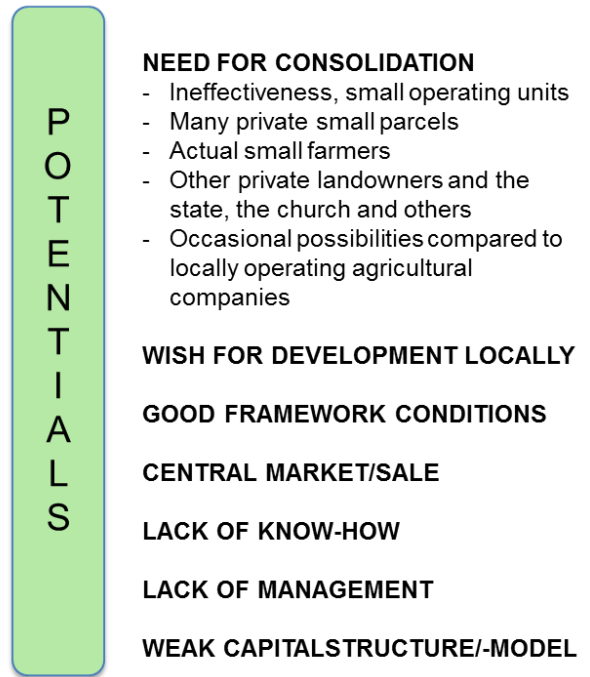 POTENTIALS
NEED FOR CONSOLIDATION
- Ineffectiveness, small operating units
- Many private small parcels
- Actual small farmers
- Other private landowners and the
state, the church and others
- Occasional possibilities compared to
locally operating agricultural
companies
WISH FOR DEVELOPMENT LOCALLY
GOOD FRAMEWORK CONDITIONS
CENTRAL MARKET/SALE
LACK OF KNOW-HOW
LACK OF MANAGEMENT
WEAK CAPITALSTRUCTURE/-MODEL